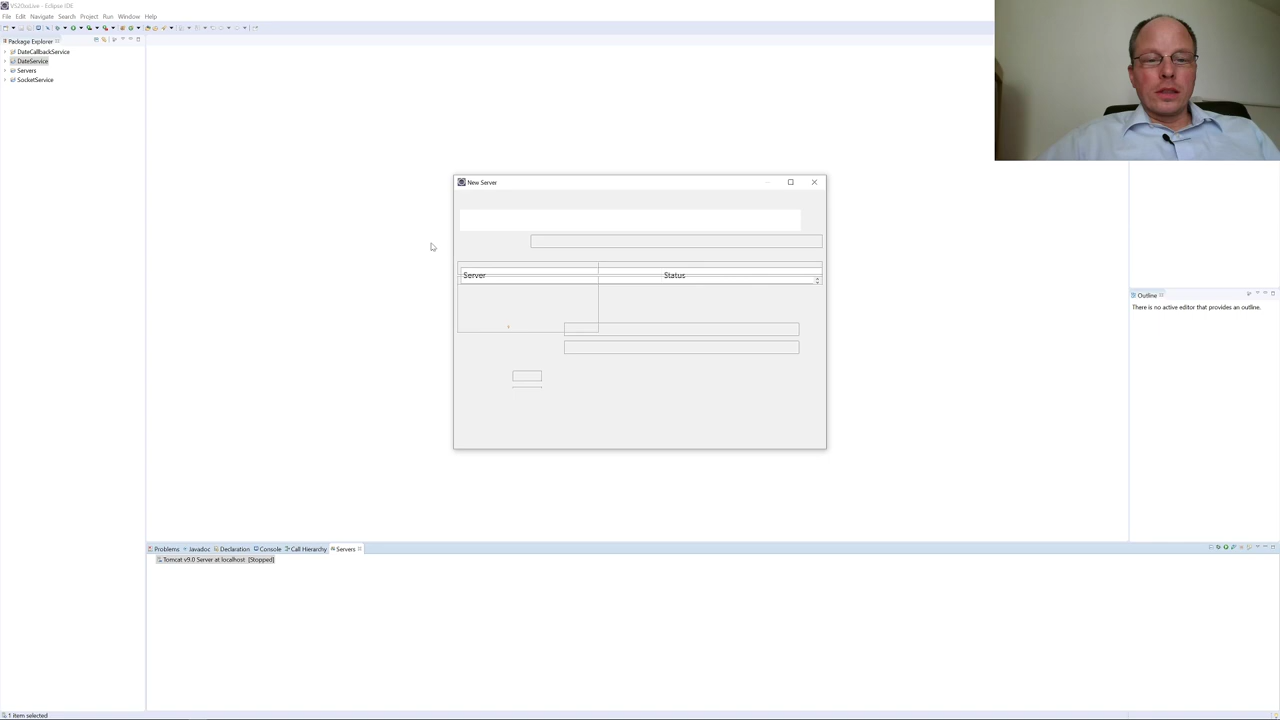 VS20ssLive - Eclipse IDE
File Edit Navigate Search Project Run Window Help
Package Explorer
DateCallbackService
DateService
Servers
SocketService
New Server
Server Status
Outline
There is no active editor that provides an outline.
Problems Javadoc Declaration Console Call Hierarchy Servers
Tomcat v9.0 Server at localhost [Stopped]
1 item selected